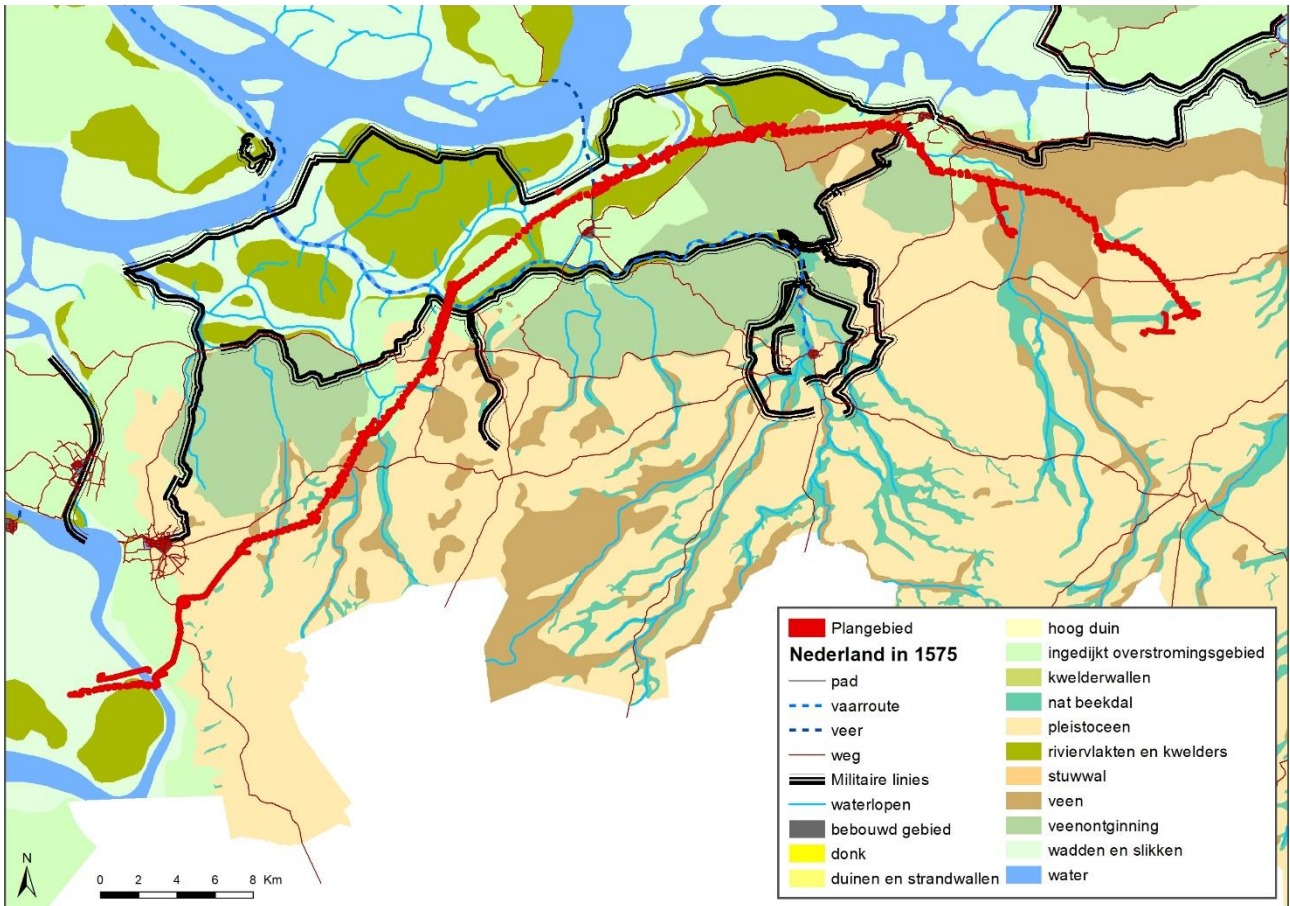 Plangebied
Nederland in 1575
pad
vaarroute
veer
weg
Militaire linies
waterlopen
bebouwd gebied
donk
duinen en strandwallen
hoog duin
ingedijkt overstromingsgebied
kwelderwallen
nat beekdal
pleistoceen
riviervlakten en kwelders
stuwwal
veen
veenontginning
wadden en slikken
water
N
0 2 4 6 8 Km